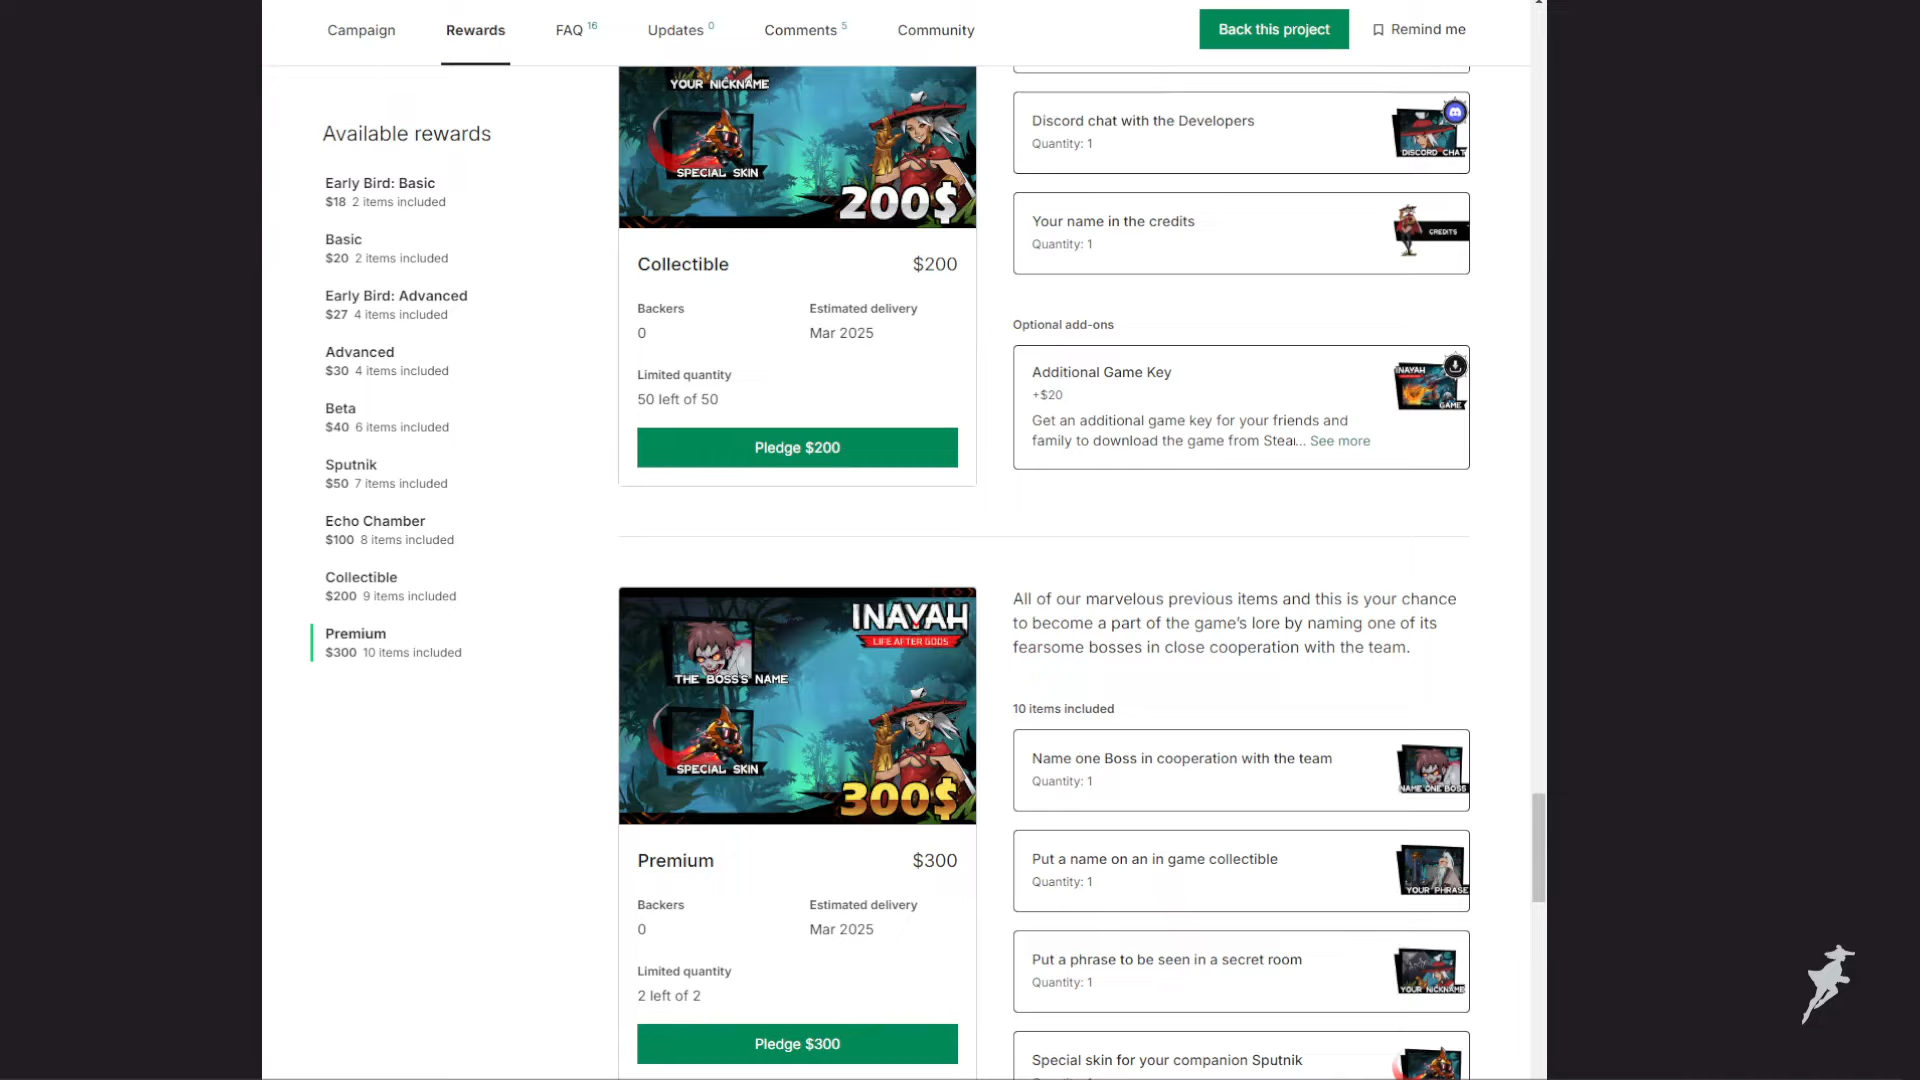 Campaign
Rewards
FAQ 16
Updates 0
Comments 5
Community
Back this project
Remind me
Available rewards
Early Bird: Basic
$18 2 items included
Basic
$20 2 items included
Early Bird: Advanced
$27 4 items included
Advanced
$30 4 items included
Beta
$40 6 items included
Sputnik
$50 7 items included
Echo Chamber
$100 8 items included
Collectible
$200 9 items included
Premium
$300 10 items included
YOUR NICKNAME
SPECIAL SKIN
200$
Collectible
$200
Backers
0
Estimated delivery
Mar 2025
Limited quantity
50 left of 50
Pledge $200
Discord chat with the Developers
Quantity: 1
DISCORD CHAT
Your name in the credits
Quantity: 1
CREDITS
Optional add-ons
Additional Game Key
+$20
Get an additional game key for your friends and
family to download the game from Stea... See more
INAYAH
GAME
INAYAH
LIFE AFTER GODS
THE BOSS'S NAME
SPECIAL SKIN
300$
Premium
$300
Backers
0
Estimated delivery
Mar 2025
Limited quantity
2 left of 2
Pledge $300
All of our marvelous previous items and this is your chance
to become a part of the game's lore by naming one of its
fearsome bosses in close cooperation with the team.
10 items included
Name one Boss in cooperation with the team
Quantity: 1
NAME ONE BOSS
Put a name on an in game collectible
Quantity: 1
YOUR PHRASE
Put a phrase to be seen in a secret room
Quantity: 1
YOUR NICKNAME
Special skin for your companion Sputnik